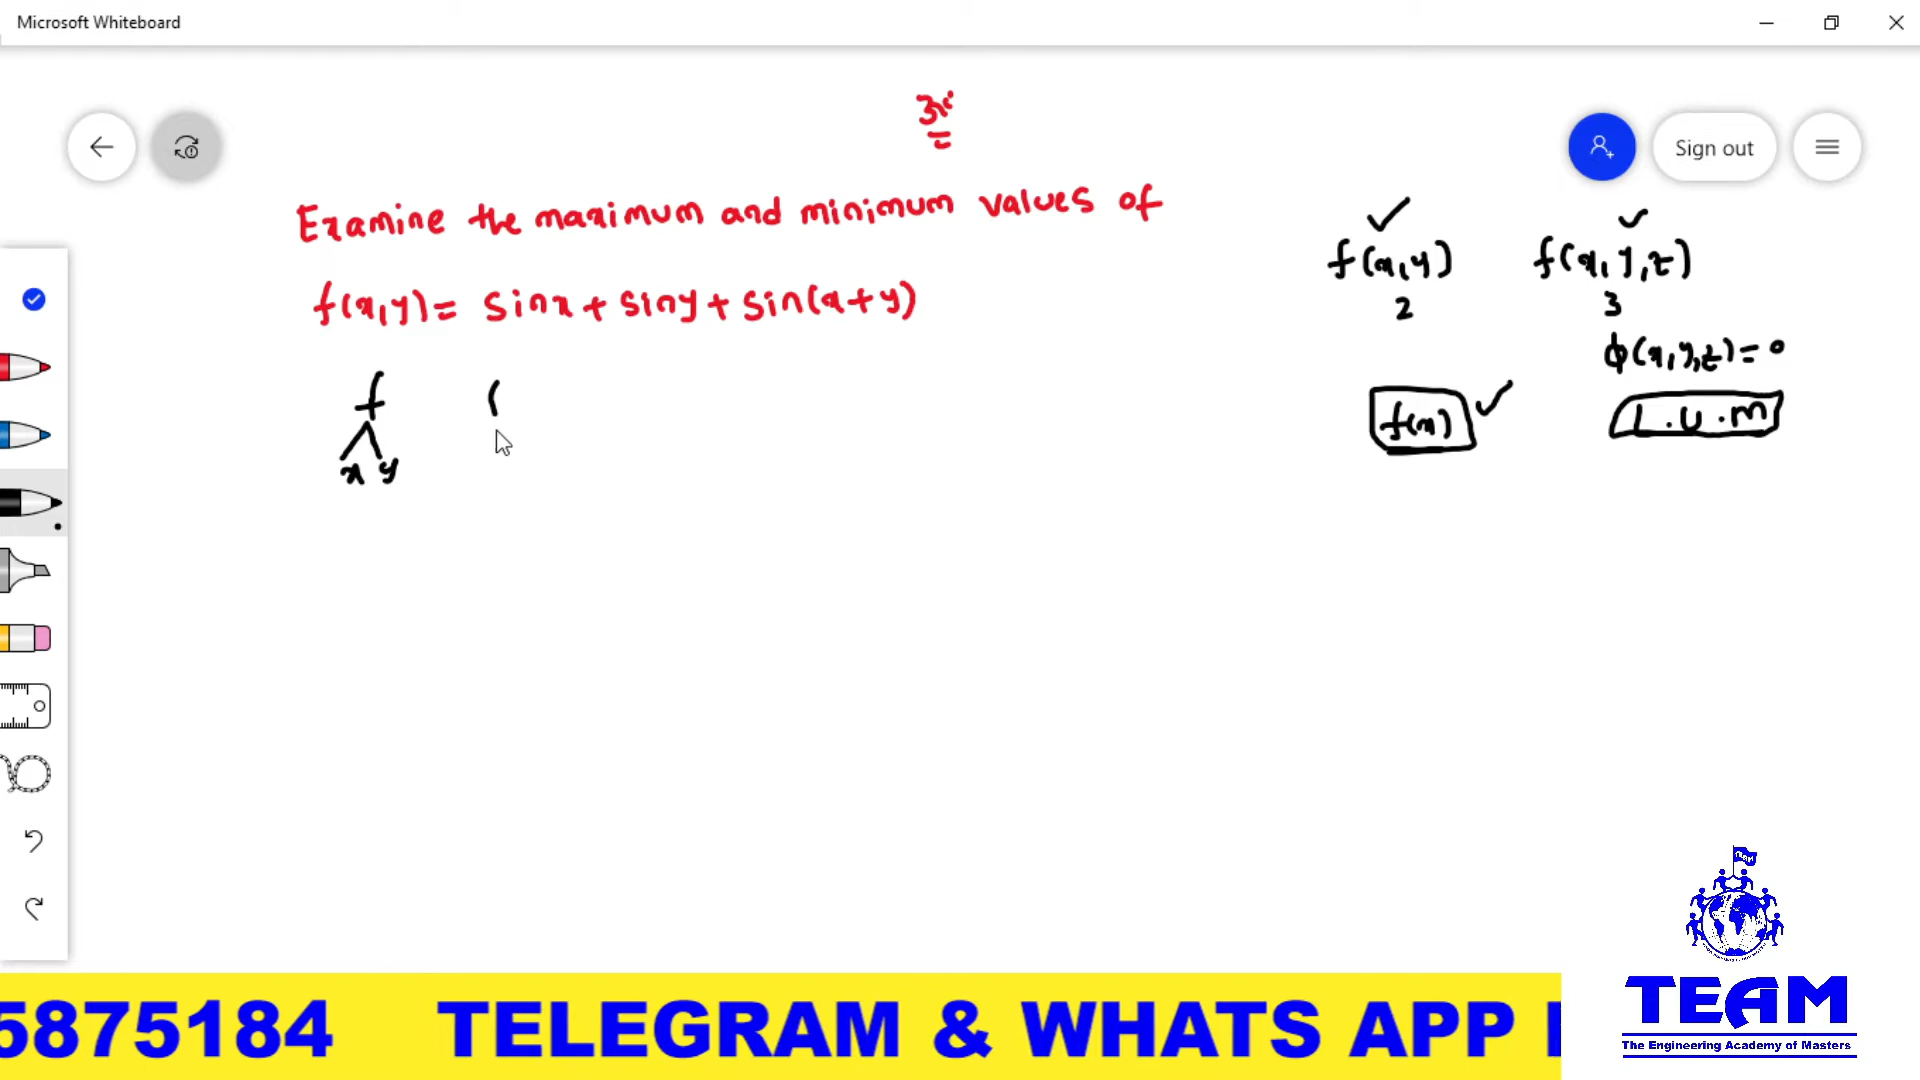 Microsoft Whiteboard
Sign out
Examine the maximum and minimum values of
f(x,y)= sinx + siny + sin(x+y)
f
x y
(
f(x,y)
2
f(x,y,z)
3
ϕ(x,y,z)=0
f(x)
L.U.M
5875184 TELEGRAM & WHATS APP
TEAM
The Engineering Academy of Masters